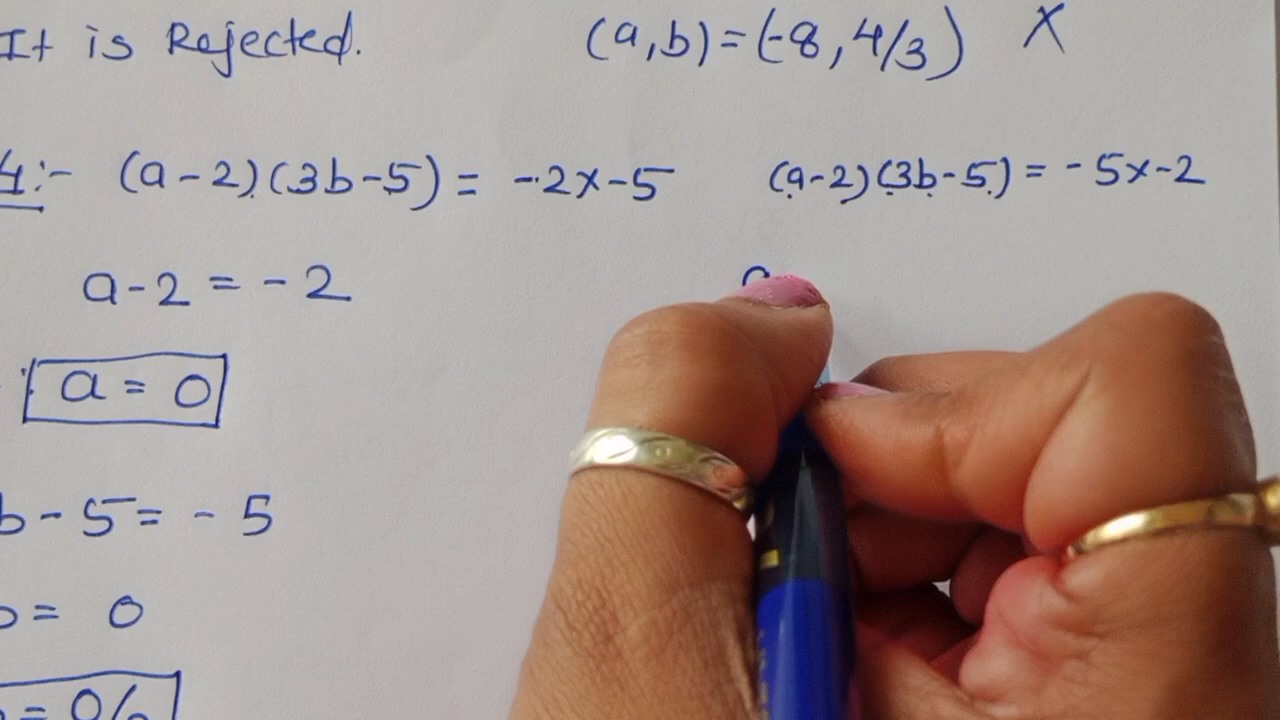 It is Rejected. (a,b)=(-8,4/3) X
4:- (a-2)(3b-5)= -2x-5 (a-2)(3b-5)= -5x-2
a-2 = -2 a
a = 0
b-5= -5
b= 0
= 0/